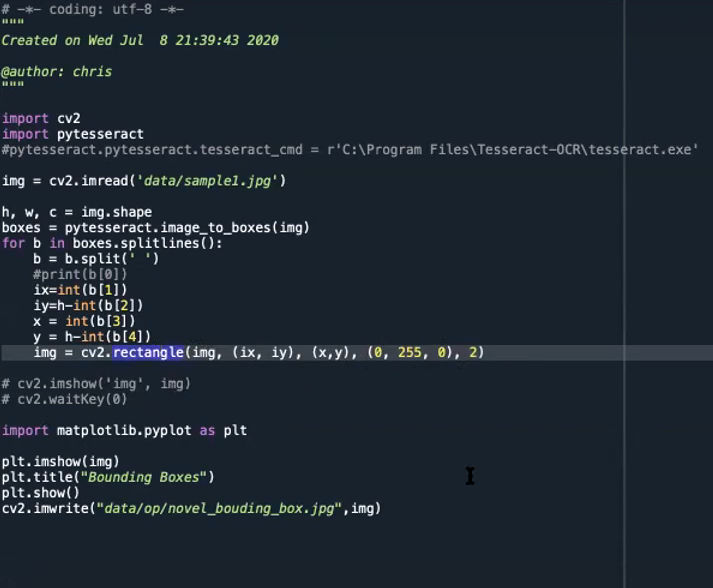 # -*- coding: utf-8 -*-
"""
Created on Wed Jul  8 21:39:43 2020

@author: chris
"""

import cv2
import pytesseract
#pytesseract.pytesseract.tesseract_cmd = r'C:\Program Files\Tesseract-OCR\tesseract.exe'

img = cv2.imread('data/sample1.jpg')

h, w, c = img.shape
boxes = pytesseract.image_to_boxes(img)
for b in boxes.splitlines():
    b = b.split(' ')
    #print(b[0])
    ix=int(b[1])
    iy=h-int(b[2])
    x = int(b[3])
    y = h-int(b[4])
    img = cv2.rectangle(img, (ix, iy), (x,y), (0, 255, 0), 2)

# cv2.imshow('img', img)
# cv2.waitKey(0)

import matplotlib.pyplot as plt

plt.imshow(img)
plt.title("Bounding Boxes")
plt.show()
cv2.imwrite("data/op/novel_bouding_box.jpg",img)